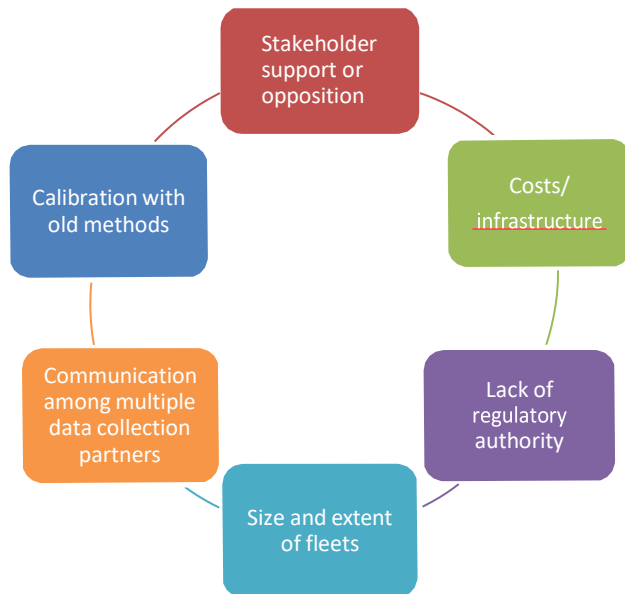 Stakeholder
support or
opposition
Costs/
infrastructure
Lack of
regulatory
authority
Size and extent
of fleets
Communication
among multiple
data collection
partners
Calibration with
old methods